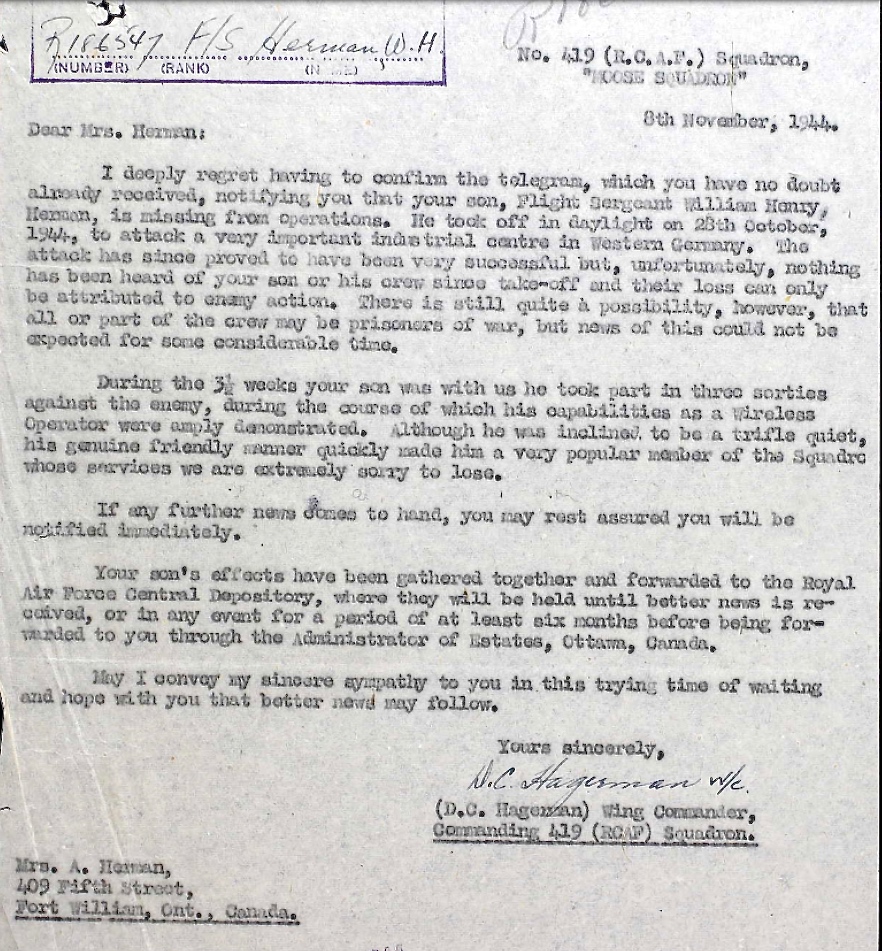 R186547 F/S Herman W.H.
(NUMBER) (RANK)
No. 419 (R.C.A.F.) Squadron,
"MOOSE SQUADRON"
8th November, 1944.
Dear Mrs. Herman:
I deeply regret having to confirm the telegram, which you have no doubt
already received, notifying you that your son, Flight Sergeant William Henry,
Herman, is missing from operations. He took off in daylight on 28th October,
1944, to attack a very important industrial centre in Western Germany. The
attack has since proved to have been very successful but, unfortunately, nothing
has been heard of your son or his crew since take-off and their loss can only
be attributed to enemy action. There is still quite a possibility, however, that
all or part of the crew may be prisoners of war, but news of this could not be
expected for some considerable time.
During the 3½ weeks your son was with us he took part in three sorties
against the enemy, during the course of which his capabilities as a Wireless
Operator were amply demonstrated. Although he was inclined to be a trifle quiet,
his genuine friendly manner quickly made him a very popular member of the Squadro
whose services we are extremely sorry to lose.
If any further news comes to hand, you may rest assured you will be
notified immediately.
Your son's effects have been gathered together and forwarded to the Royal
Air Force Central Depository, where they will be held until better news is re-
ceived, or in any event for a period of at least six months before being for-
warded to you through the Administrator of Estates, Ottawa, Canada.
May I convey my sincere sympathy to you in this trying time of waiting
and hope with you that better news may follow.
Yours sincerely,
D.C. Hagerman W/C.
(D.C. Hagerman) Wing Commander,
Commanding 419 (RCAF) Squadron.
Mrs. A. Herman,
409 Fifth Street,
Fort William, Ont., Canada.